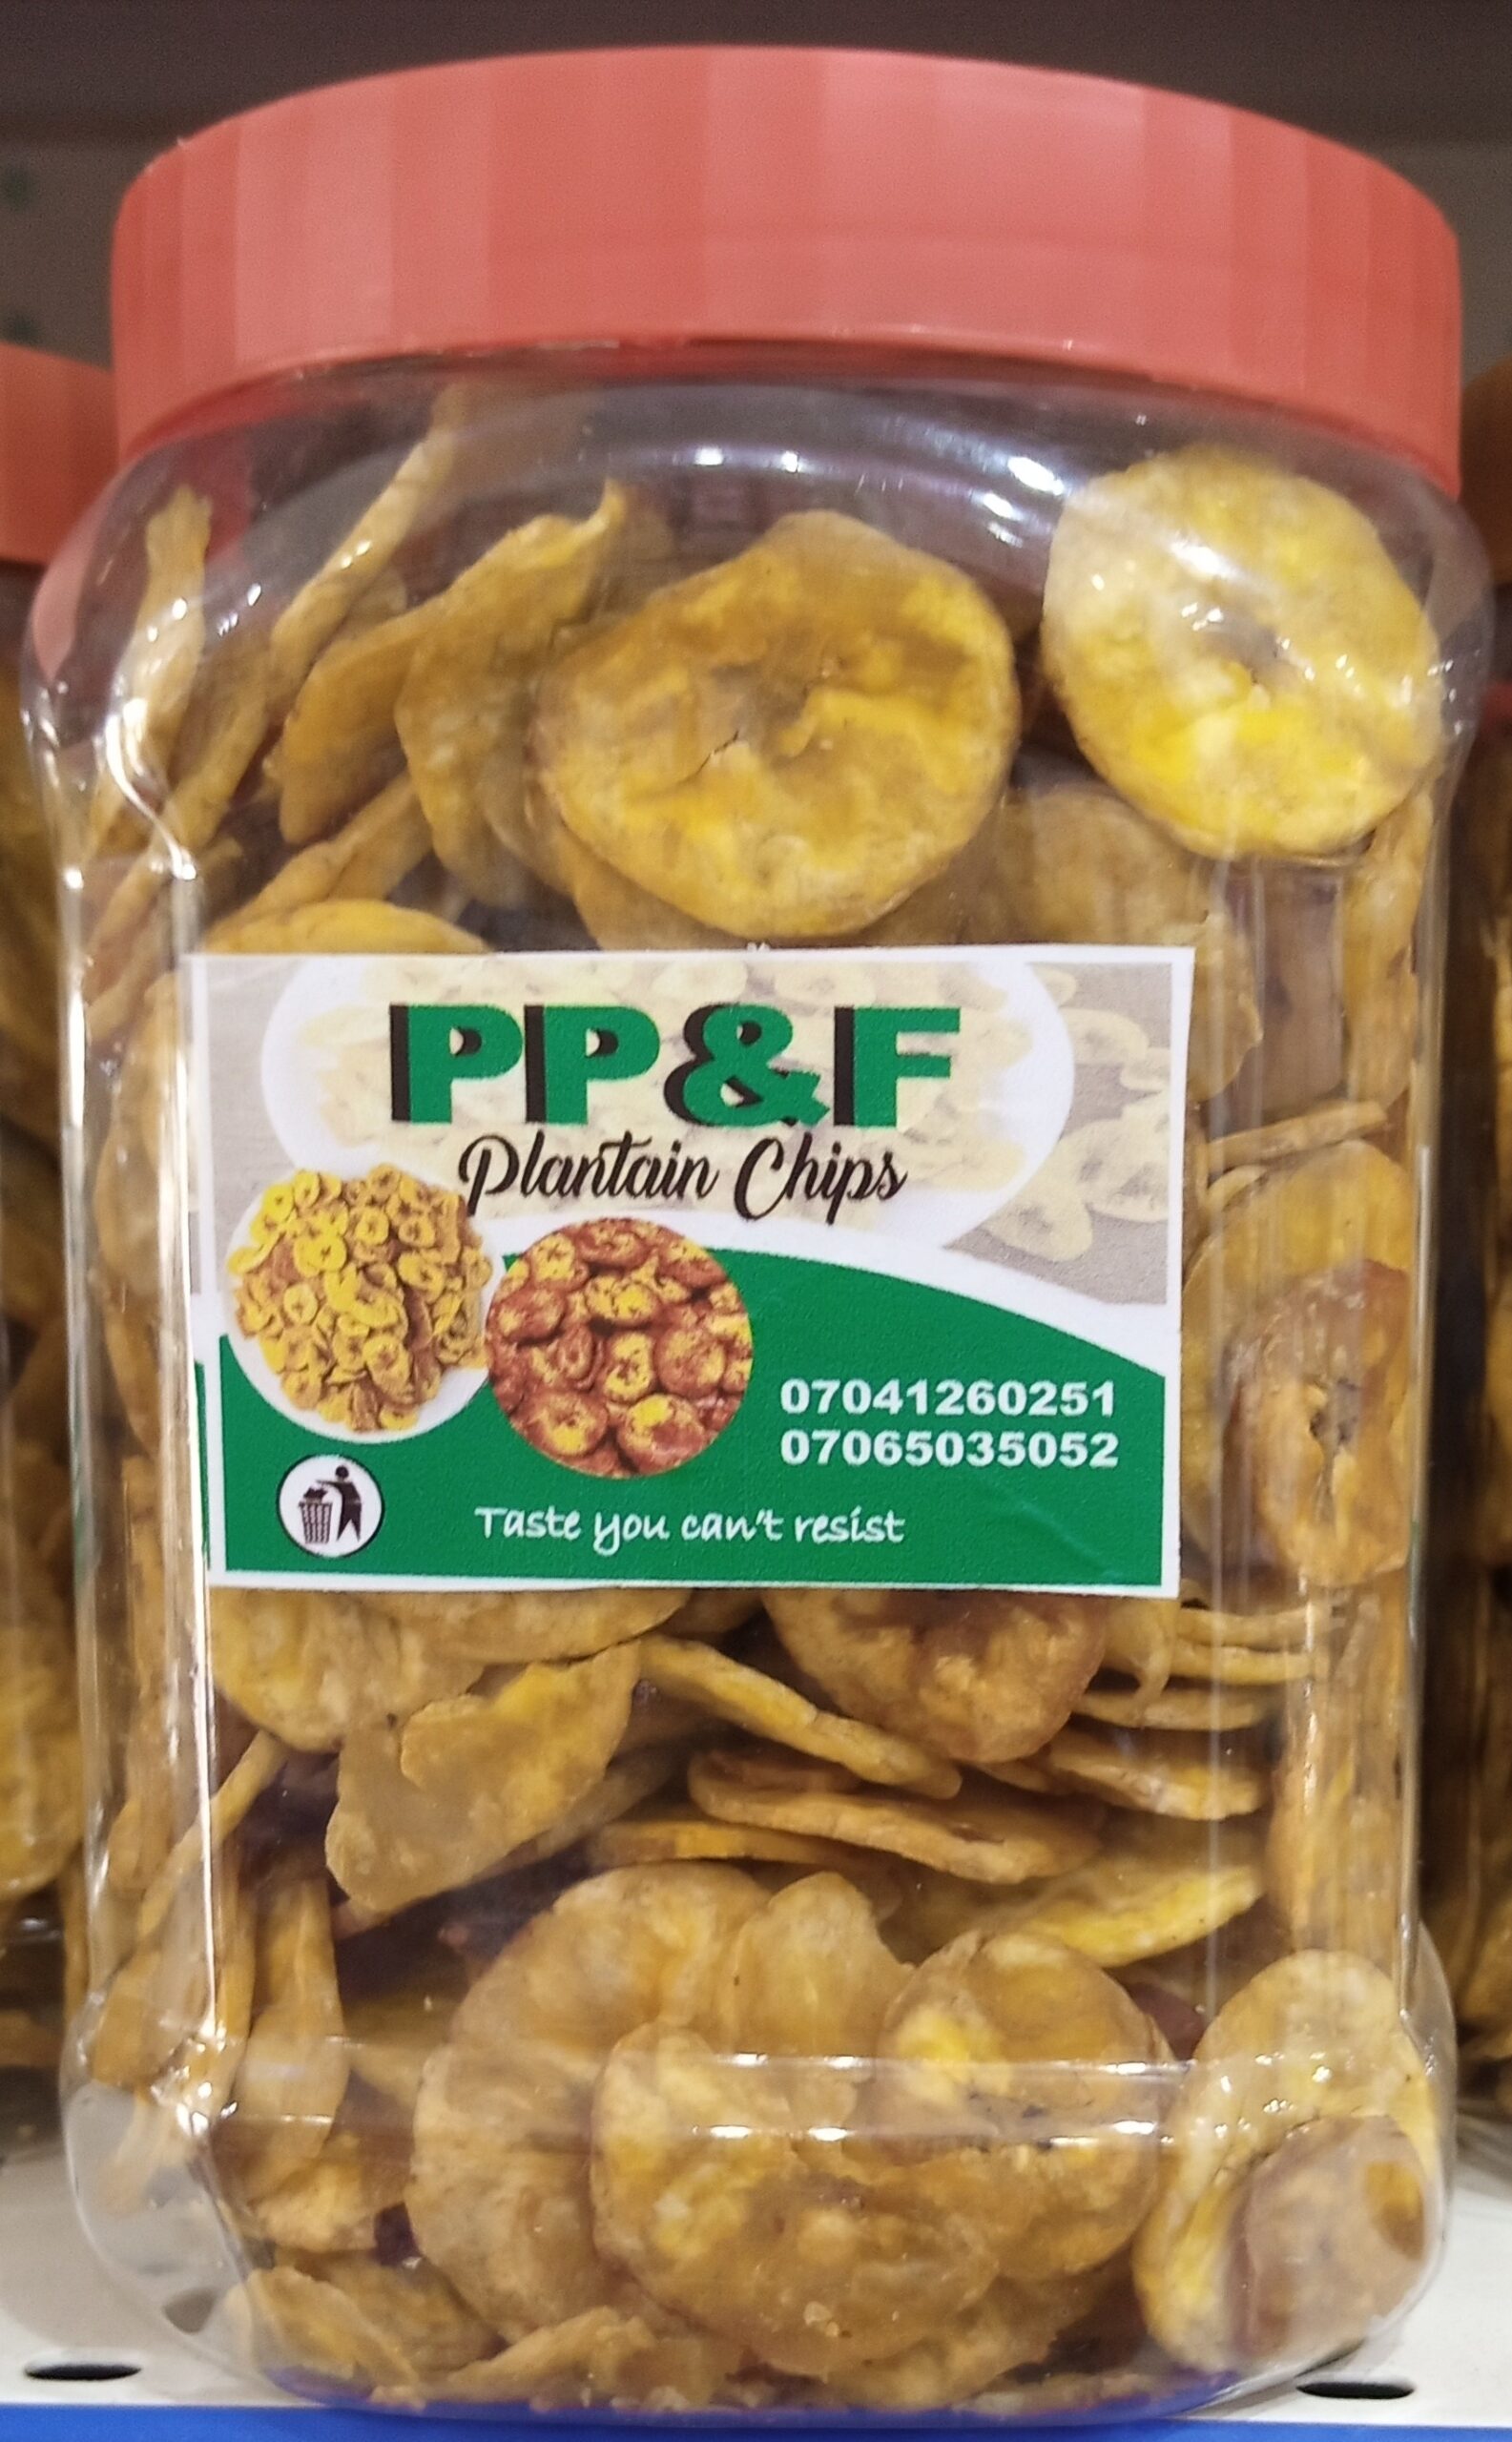 PP&F
Plantain Chips
07041260251
07065035052
Taste you can't resist